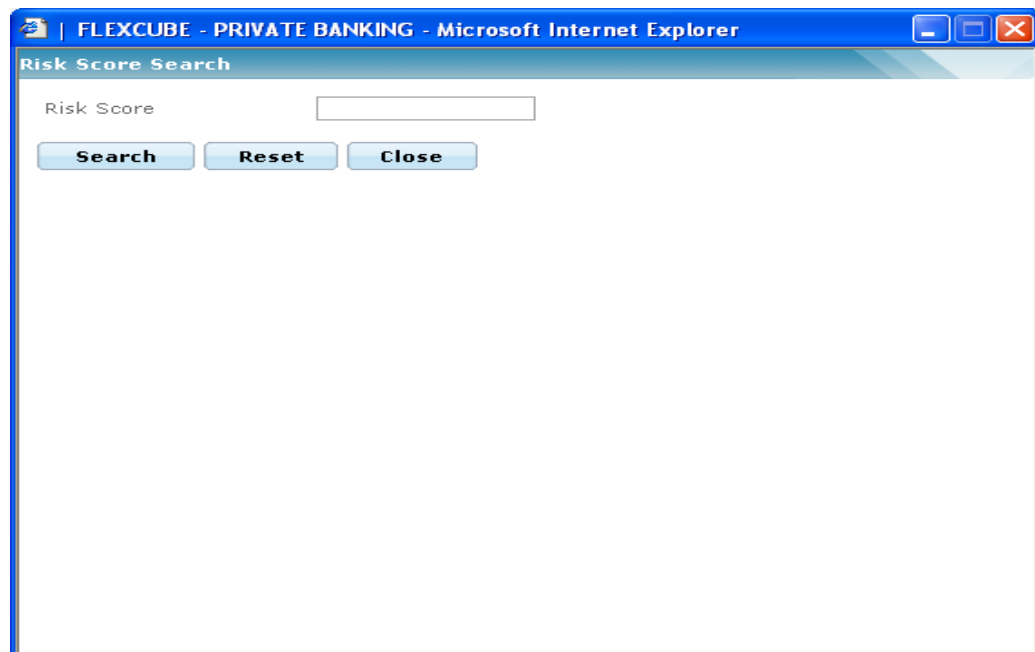 | FLEXCUBE - PRIVATE BANKING - Microsoft Internet Explorer
Risk Score Search
Risk Score
Search Reset Close